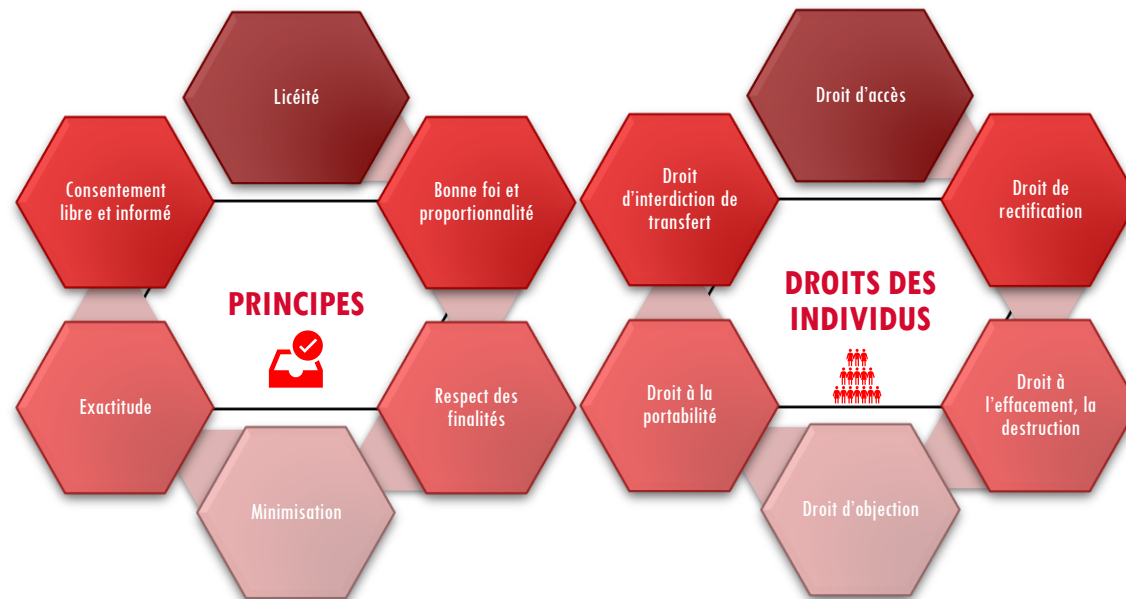 Licéité
Bonne foi et
proportionnalité
Respect des
finalités
Minimisation
Exactitude
Consentement
libre et informé
PRINCIPES
Droit d'accès
Droit de
rectification
Droit à
l'effacement, la
destruction
Droit d'objection
Droit à la
portabilité
Droit
d'interdiction de
transfert
DROITS DES
INDIVIDUS